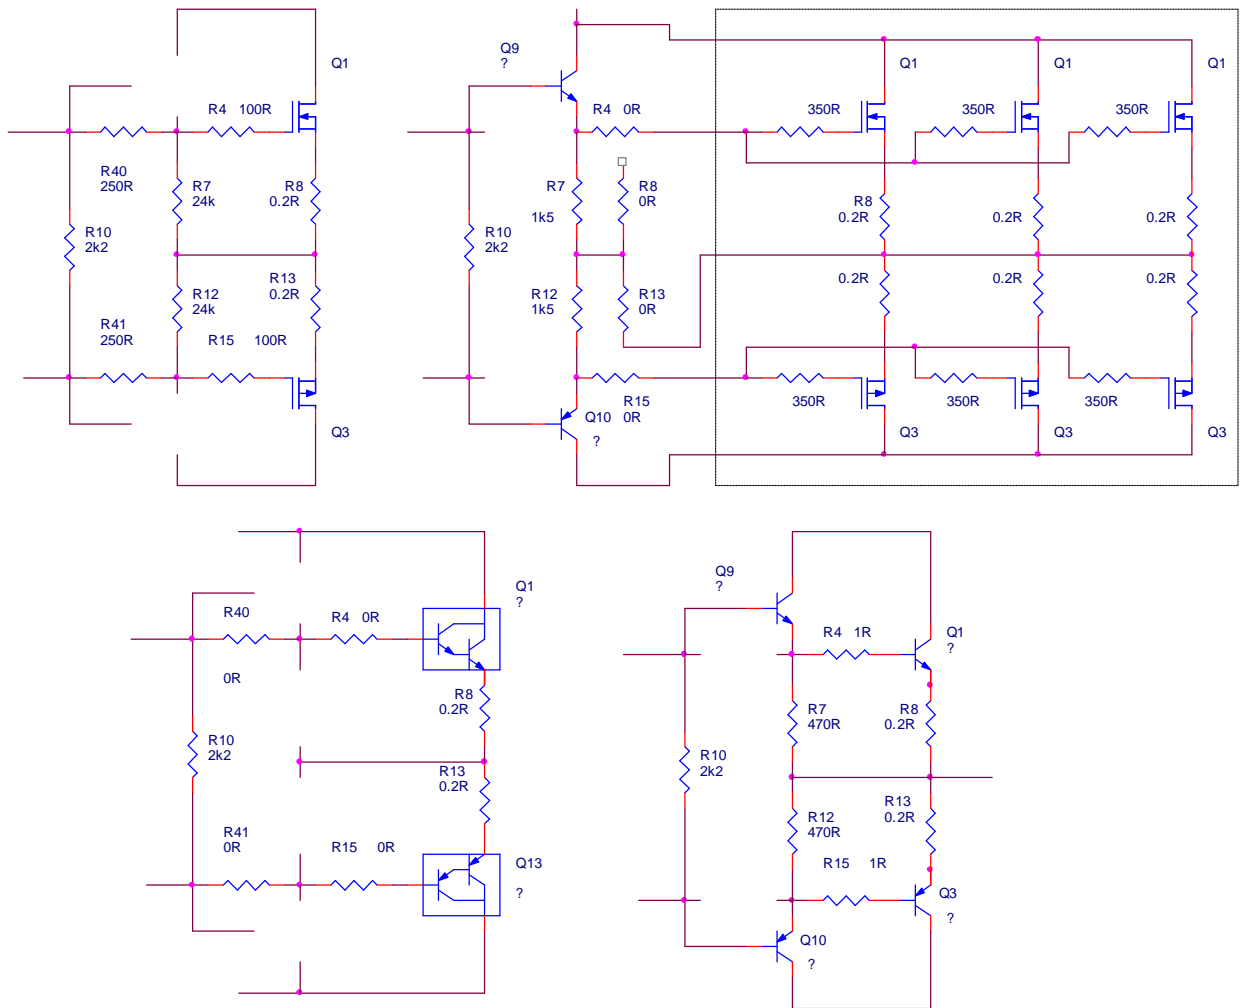 Q1
R4 100R
R40
250R
R7
24k
R8
0.2R
R10
2k2
R13
0.2R
R12
24k
R41
250R
R15 100R
Q3
Q9
?
R4 0R
R7
1k5
R8
0R
R10
2k2
R12
1k5
R13
0R
R15
0R
Q10
?
Q1
Q1
Q1
350R
350R
350R
R8
0.2R
0.2R
0.2R
0.2R
0.2R
0.2R
350R
350R
350R
Q3
Q3
Q3
Q1
?
R40
0R
R4 0R
R8
0.2R
R10
2k2
R13
0.2R
R41
0R
R15 0R
Q13
?
Q9
?
R4 1R
Q1
?
R7
470R
R8
0.2R
R10
2k2
R12
470R
R13
0.2R
R15 1R
Q3
?
Q10
?